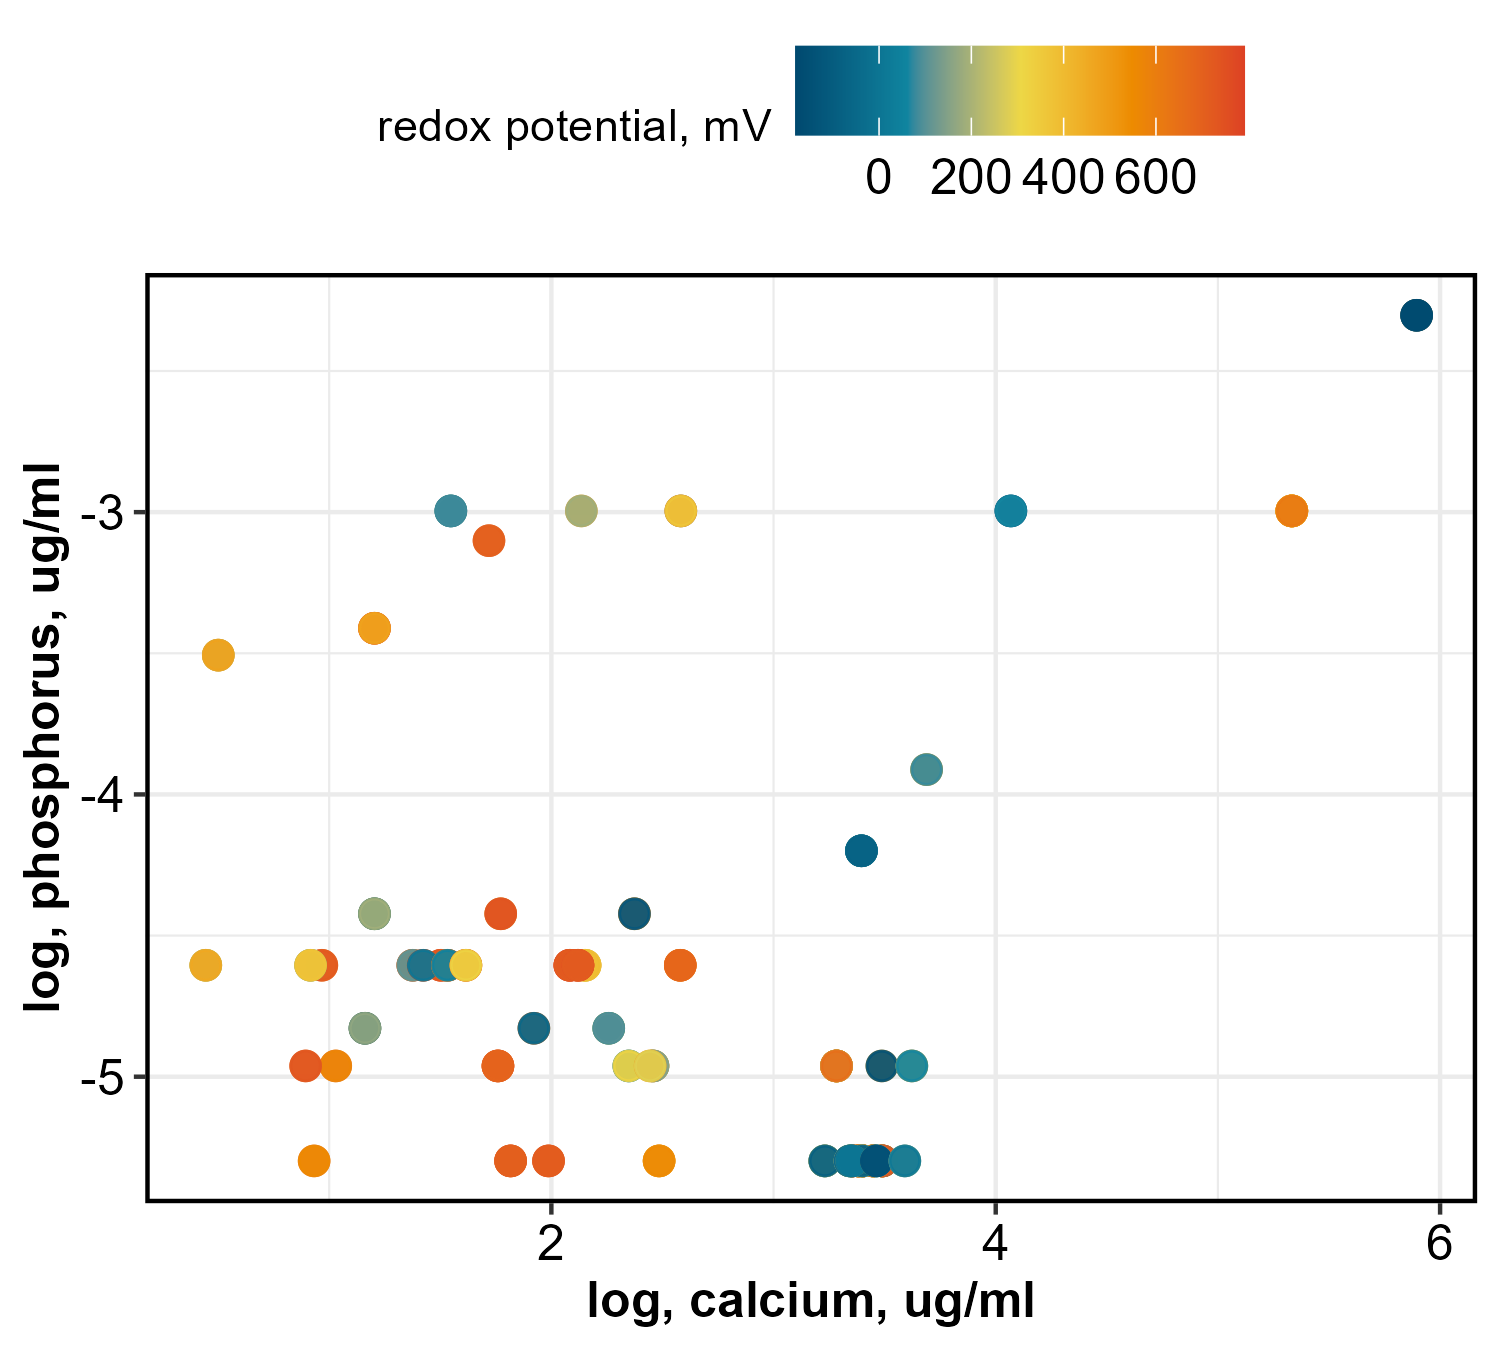 redox potential, mV
0 200 400 600
log, phosphorus, ug/ml
-3
-4
-5
2 4 6
log, calcium, ug/ml